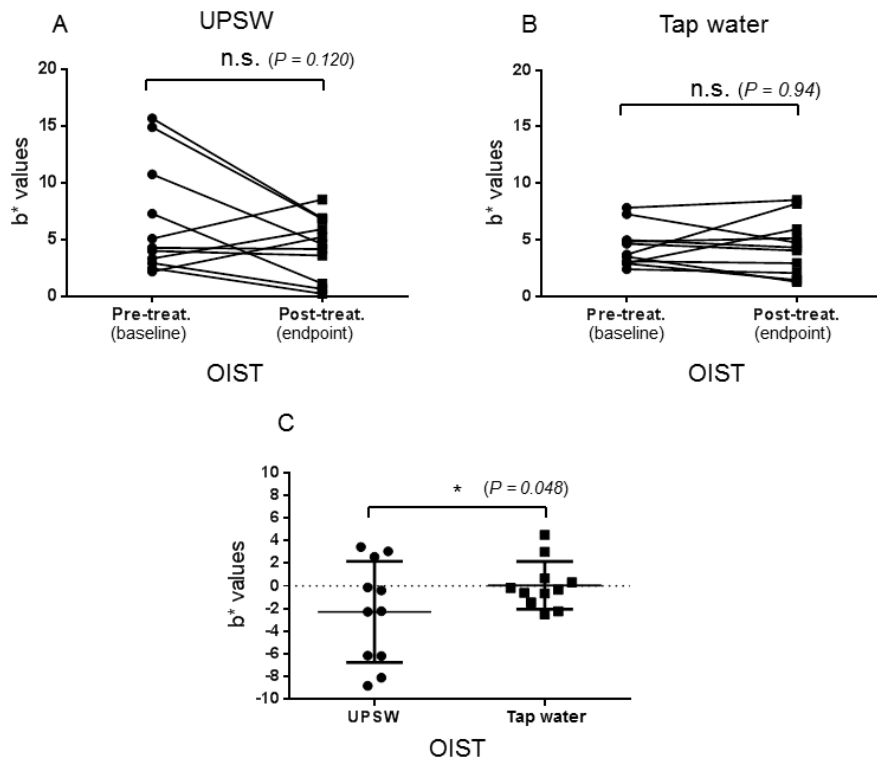 A
UPSW
n.s. (P = 0.120)
20
15
10
5
0
b* values
Pre-treat.
(baseline)
Post-treat.
(endpoint)
OIST
B
Tap water
n.s. (P = 0.94)
20
15
10
5
0
b* values
Pre-treat.
(baseline)
Post-treat.
(endpoint)
OIST
C
* (P = 0.048)
10
8
6
4
2
0
-2
-4
-6
-8
-10
b* values
UPSW
Tap water
OIST